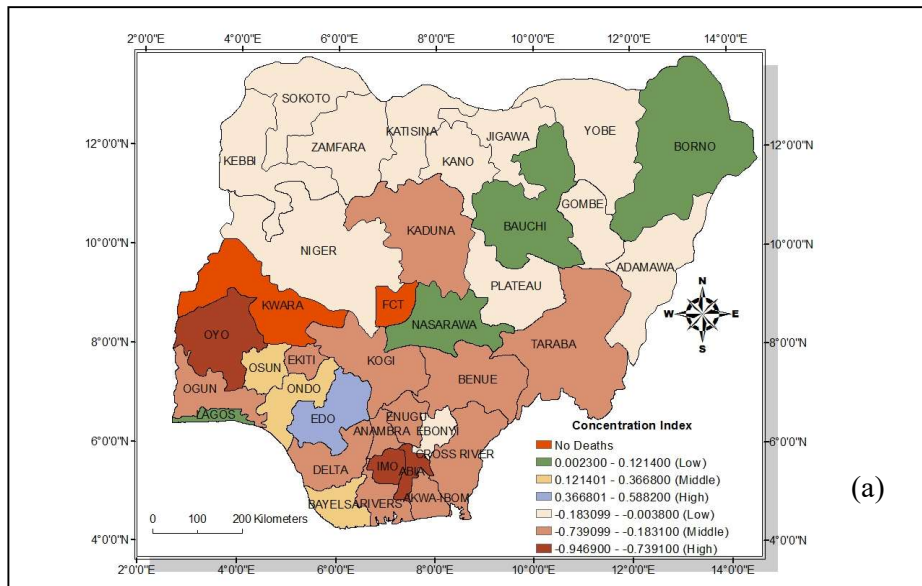 2°0'0"E 4°0'0"E 6°0'0"E 8°0'0"E 10°0'0"E 12°0'0"E 14°0'0"E
SOKOTO
KATISINA
JIGAWA
YOBE
12°0'0"N
ZAMFARA
KANO
BORNO
12°0'0"N
KEBBI
GOMBE
KADUNA
BAUCHI
10°0'0"N
NIGER
ADAMAWA
10°0'0"N
PLATEAU
N
W E
S
KWARA
FCT
NASARAWA
OYO
TARABA
8°0'0"N
8°0'0"N
OSUN
EKITI
KOGI
OGUN
ONDO
BENUE
LAGOS
EDO
ENUGU
6°0'0"N
ANAMBRA
EBONYI
6°0'0"N
CROSS RIVER
DELTA
IMO
ABIA
BAYELSA
RIVERS
AKWA-IBOM
Concentration Index
No Deaths
0.002300 - 0.121400 (Low)
0.121401 - 0.366800 (Middle)
0.366801 - 0.588200 (High)
-0.183099 - -0.003800 (Low)
-0.739099 - -0.183100 (Middle)
-0.946900 - -0.739100 (High)
(a)
0 100 200 Kilometers
4°0'0"N
4°0'0"N
2°0'0"E 4°0'0"E 6°0'0"E 8°0'0"E 10°0'0"E 12°0'0"E 14°0'0"E